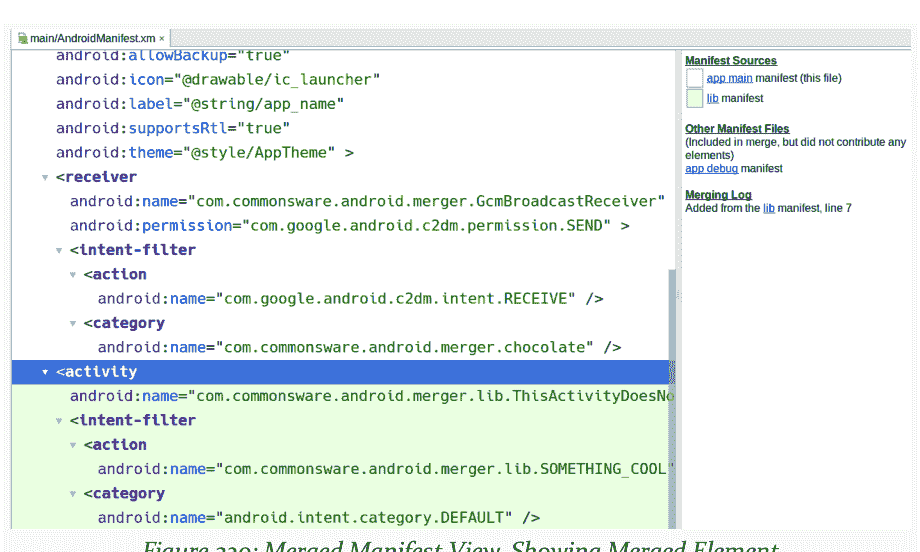 main/AndroidManifest.xm ×
android:allowBackup="true"
android:icon="@drawable/ic_launcher"
android:label="@string/app_name"
android:supportsRtl="true"
android:theme="@style/AppTheme" >
<receiver
android:name="com.commonsware.android.merger.GcmBroadcastReceiver"
android:permission="com.google.android.c2dm.permission.SEND" >
<intent-filter
<action
android:name="com.google.android.c2dm.intent.RECEIVE" />
<category
android:name="com.commonsware.android.merger.chocolate" />
<activity
android:name="com.commonsware.android.merger.lib.ThisActivityDoesNo
<intent-filter
<action
android:name="com.commonsware.android.merger.lib.SOMETHING_COOL"
<category
android:name="android.intent.category.DEFAULT" />
Manifest Sources
app main manifest (this file)
lib manifest
Other Manifest Files
(Included in merge, but did not contribute any
elements)
app debug manifest
Merging Log
Added from the lib manifest, line 7
Merged Manifest View, Showing Merged Element